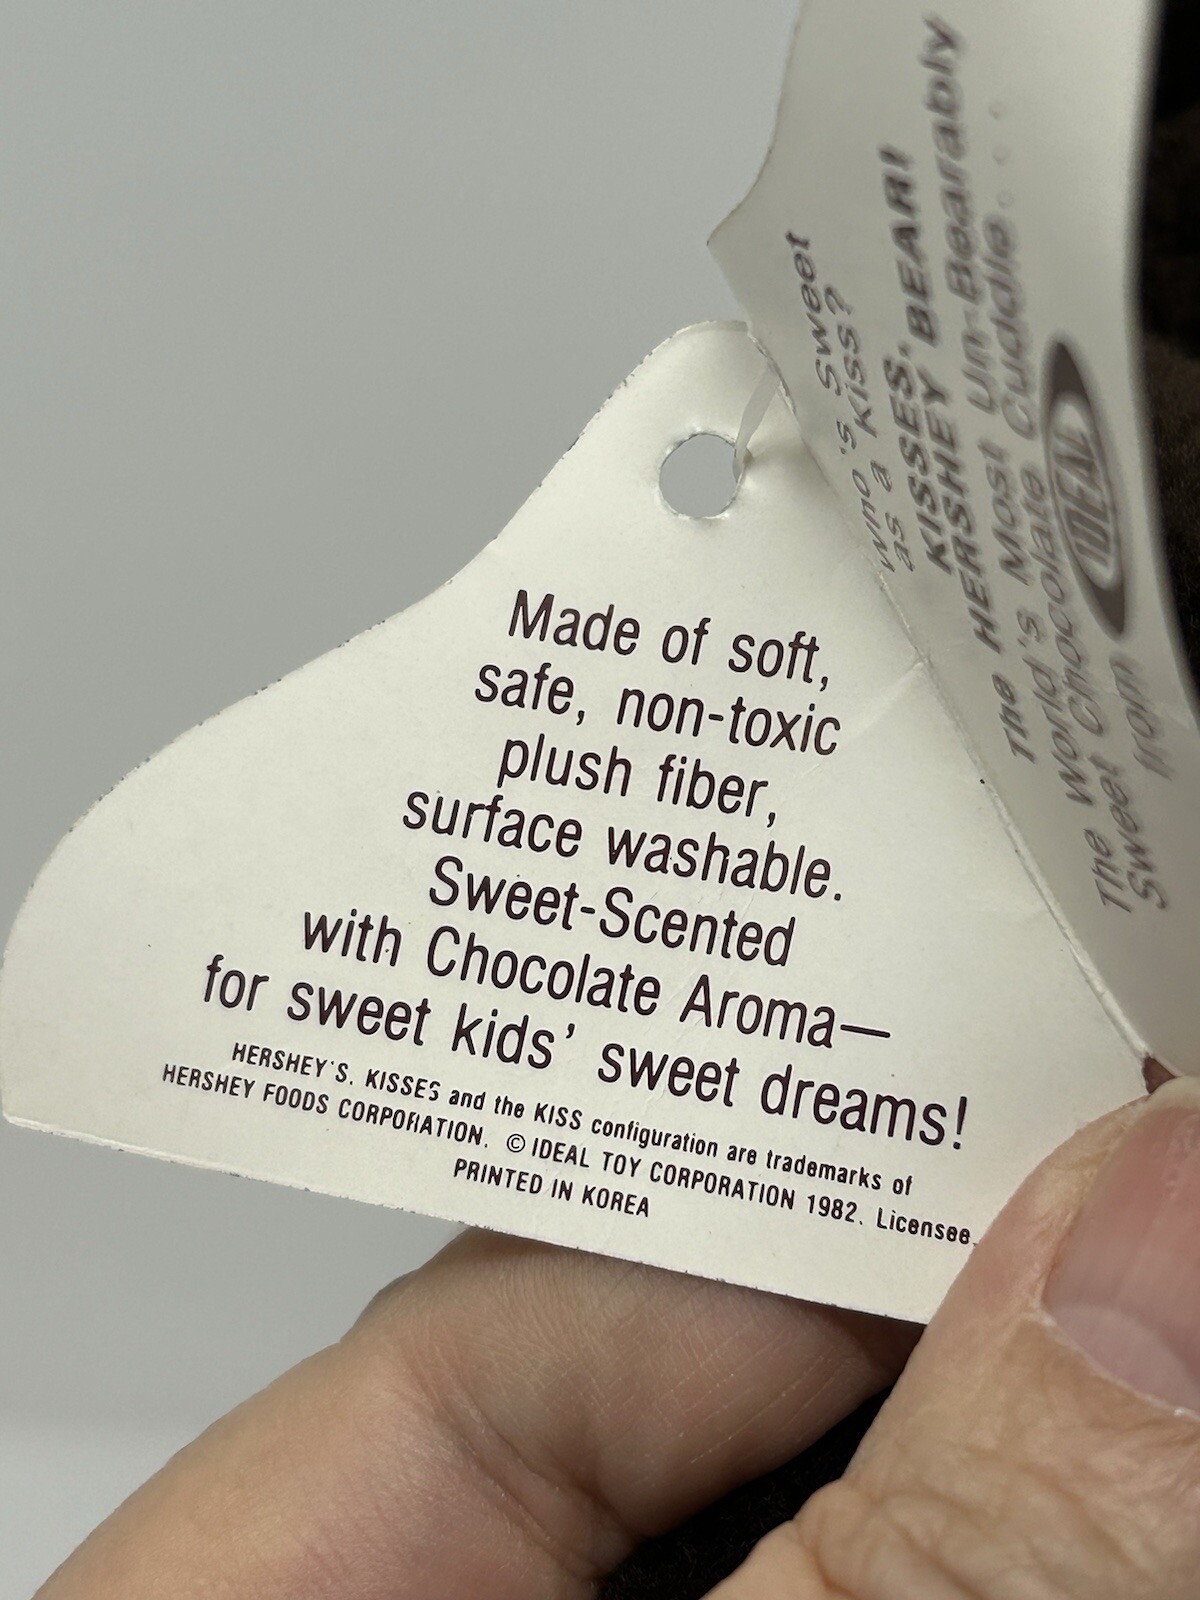 Made of soft,
safe, non-toxic
plush fiber,
surface washable.
Sweet-Scented
with Chocolate Aroma—
for sweet kids' sweet dreams!
HERSHEY'S, KISSES and the KISS configuration are trademarks of
HERSHEY FOODS CORPORATION. © IDEAL TOY CORPORATION 1982. Licensee.
PRINTED IN KOREA
Who's Sweet
as a Kiss?
The HERSHEY KISSES. BEAR!
The World's Most Un-Bearably
Sweet Chocolate Cuddle . . .
from IDEAL